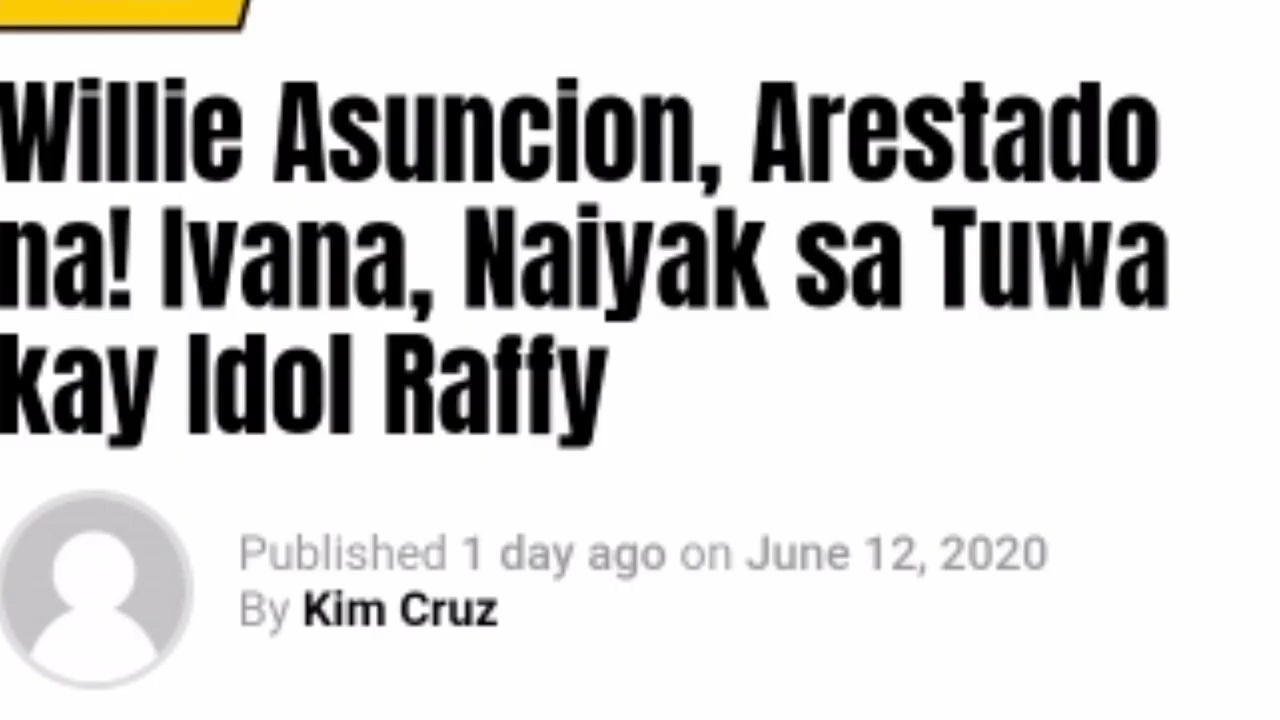 Willie Asuncion, Arestado
na! Ivana, Naiyak sa Tuwa
kay Idol Raffy
Published 1 day ago on June 12, 2020
By Kim Cruz